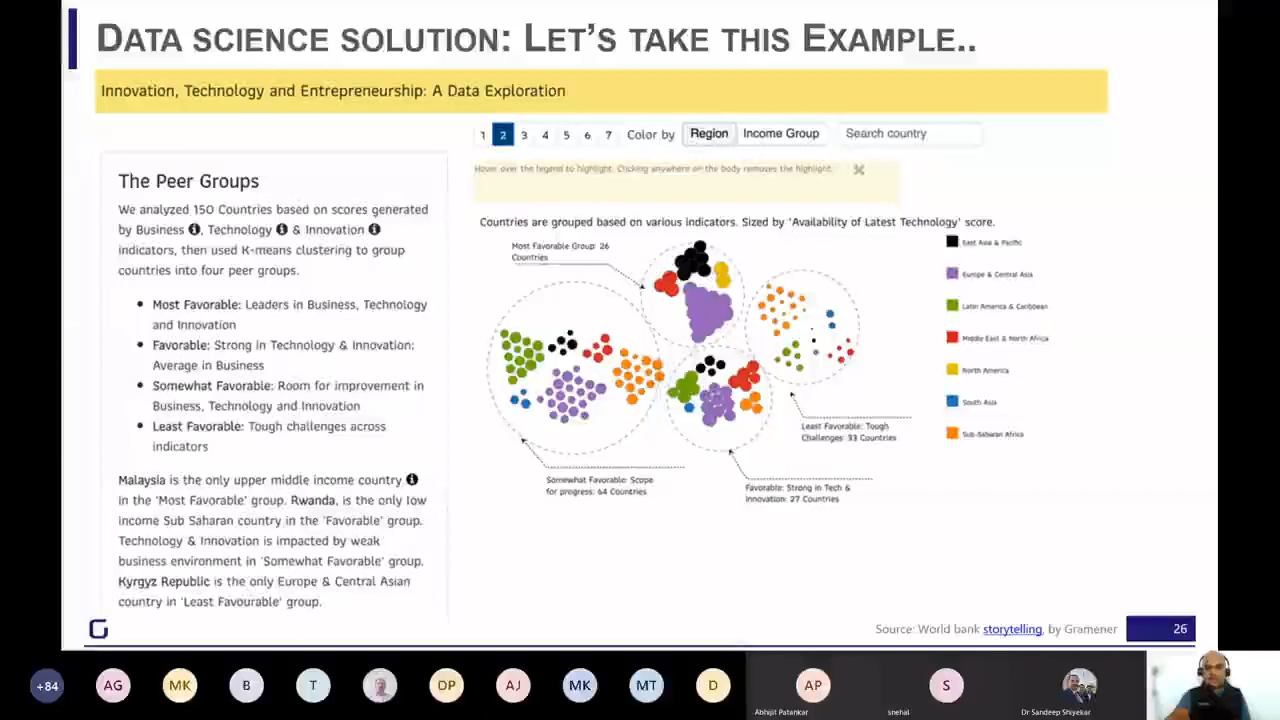 DATA SCIENCE SOLUTION: LET'S TAKE THIS EXAMPLE..
Innovation, Technology and Entrepreneurship: A Data Exploration
1 2 3 4 5 6 7 Color by Region Income Group Search country
Hover over the legend to highlight. Clicking anywhere on the body removes the highlight.
The Peer Groups
We analyzed 150 Countries based on scores generated
by Business, Technology & Innovation
indicators, then used K-means clustering to group
countries into four peer groups.
• Most Favorable: Leaders in Business, Technology
and Innovation
• Favorable: Strong in Technology & Innovation;
Average in Business
• Somewhat Favorable: Room for improvement in
Business, Technology and Innovation
• Least Favorable: Tough challenges across
indicators
Malaysia is the only upper middle income country
in the 'Most Favorable' group. Rwanda, is the only low
income Sub Saharan country in the 'Favorable' group.
Technology & Innovation is impacted by weak
business environment in 'Somewhat Favorable' group.
Kyrgyz Republic is the only Europe & Central Asian
country in 'Least Favourable' group.
Countries are grouped based on various indicators. Sized by 'Availability of Latest Technology' score.
Most Favorable Group: 26
Countries
Least Favorable: Tough
Challenges: 33 Countries
Somewhat Favorable: Scope
for progress: 64 Countries
Favorable: Strong in Tech &
Innovation: 27 Countries
East Asia & Pacific
Europe & Central Asia
Latin America & Caribbean
Middle East & North Africa
North America
South Asia
Sub-Saharan Africa
Source: World bank storytelling, by Gramener
26
+84 AG MK B T OP AJ MK MT D AP S
Abhijit Patankar
snehal
Dr Sandeep Shiyekar